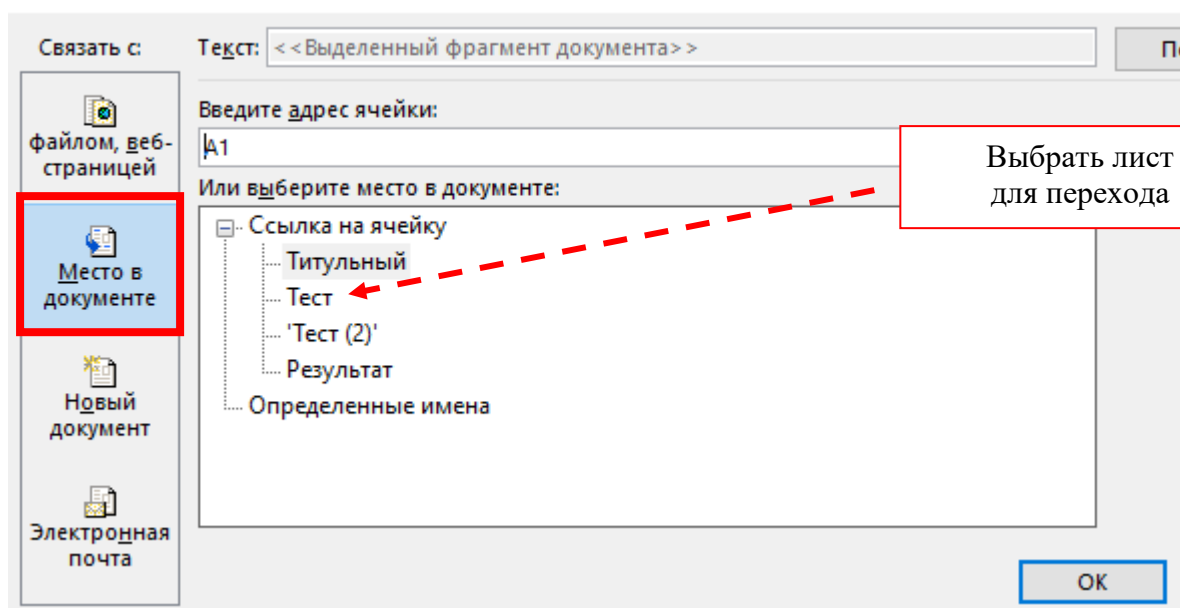 Связать с:
Текст: <<Выделенный фрагмент документа>>
Введите адрес ячейки:
A1
файлом, веб-
страницей
Выбрать лист
для перехода
Или выберите место в документе:
Ссылка на ячейку
Титульный
Место в
документе
Тест
'Тест (2)'
Результат
Новый
документ
Определенные имена
Электронная
почта
ОК